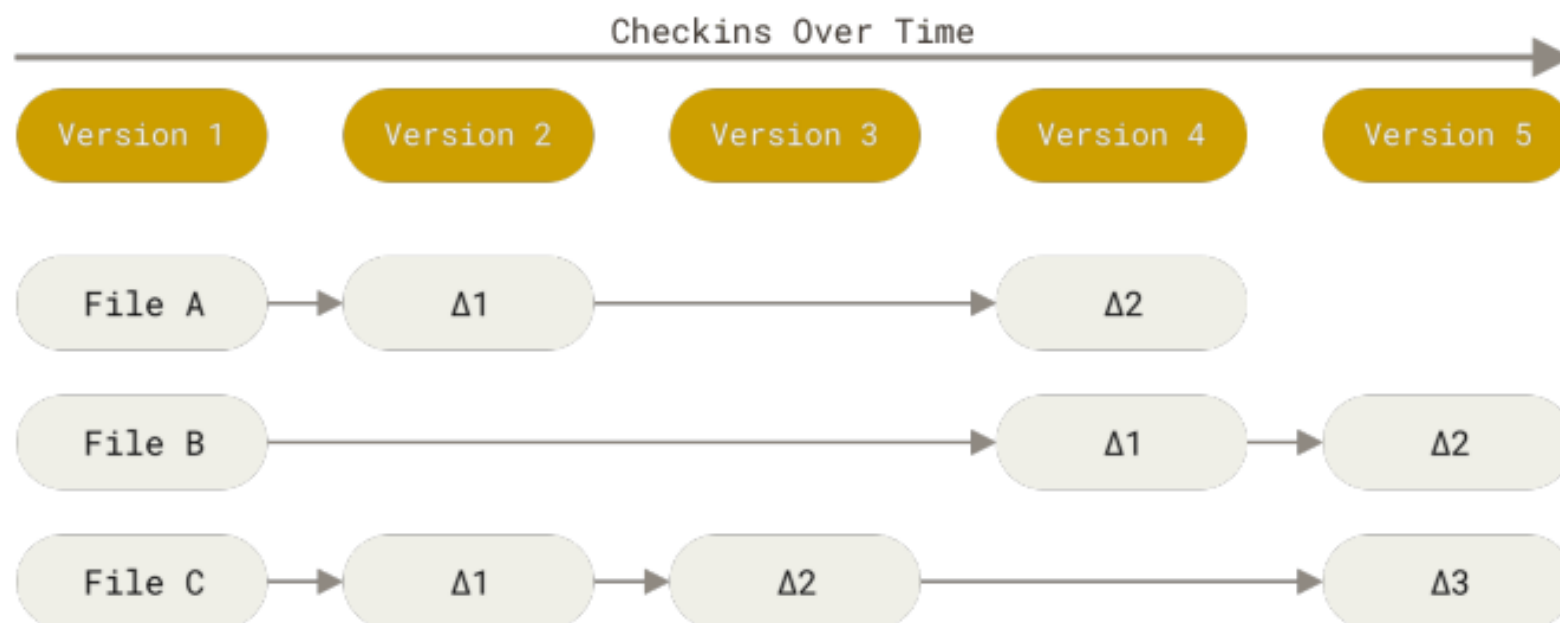 Checkins Over Time
Version 1 Version 2 Version 3 Version 4 Version 5
File A Δ1 Δ2
File B Δ1 Δ2
File C Δ1 Δ2 Δ3